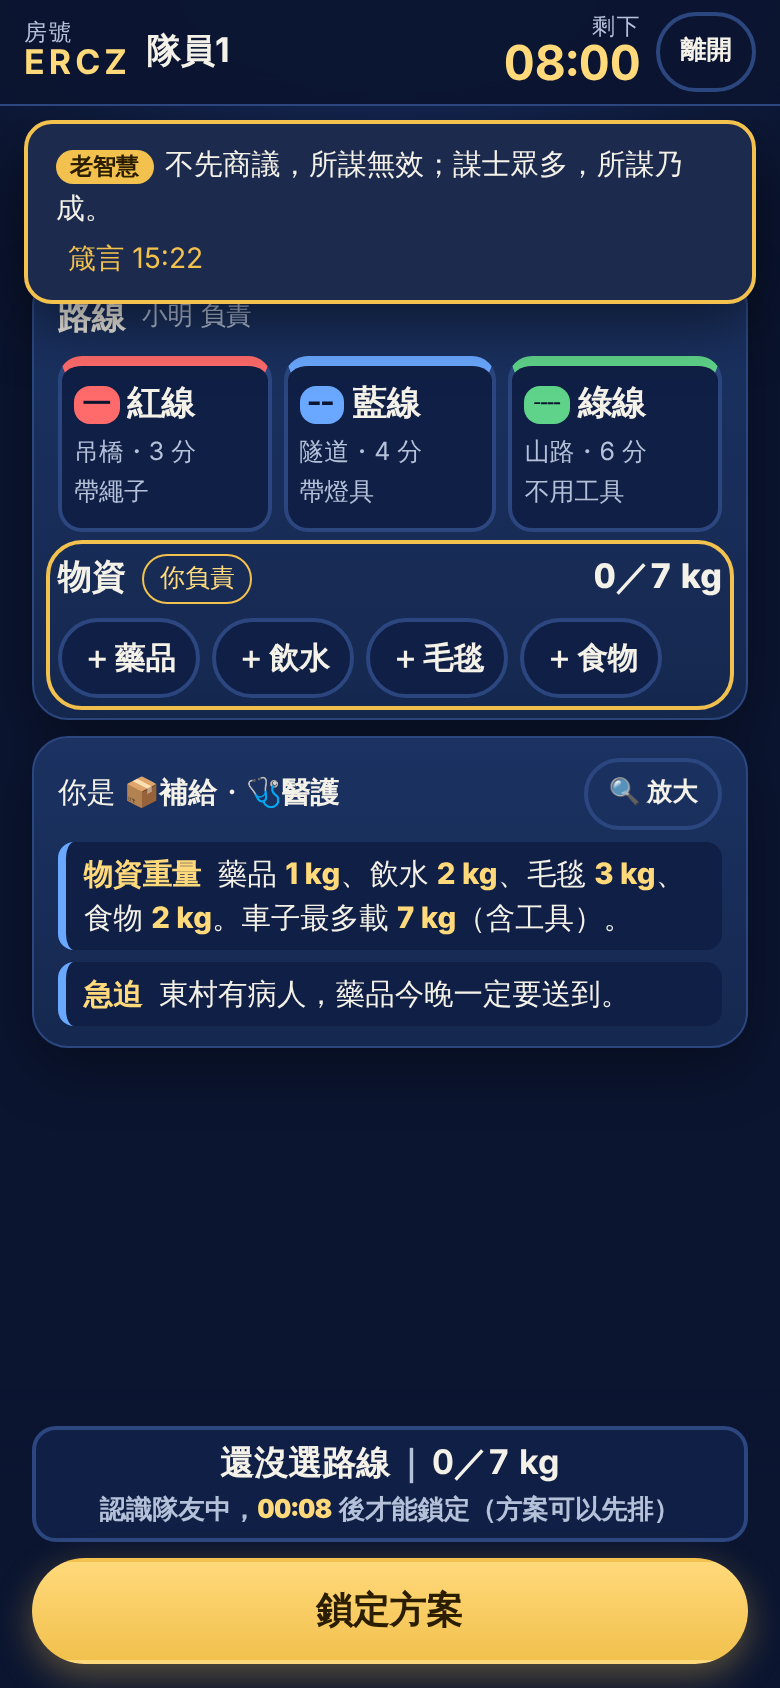 房號
ERCZ 隊員1
剩下
08:00
離開
老智慧 不先商議，所謀無效；謀士眾多，所謀乃
成。
箴言 15:22
路線 小明 負責
紅線
吊橋・3 分
帶繩子
藍線
隧道・4 分
帶燈具
綠線
山路・6 分
不用工具
物資 你負責 0／7 kg
+ 藥品 + 飲水 + 毛毯 + 食物
你是 📦補給・🩺醫護 🔍 放大
物資重量 藥品 1 kg、飲水 2 kg、毛毯 3 kg、
食物 2 kg。車子最多載 7 kg（含工具）。
急迫 東村有病人，藥品今晚一定要送到。
還沒選路線｜0／7 kg
認識隊友中，00:08 後才能鎖定（方案可以先排）
鎖定方案